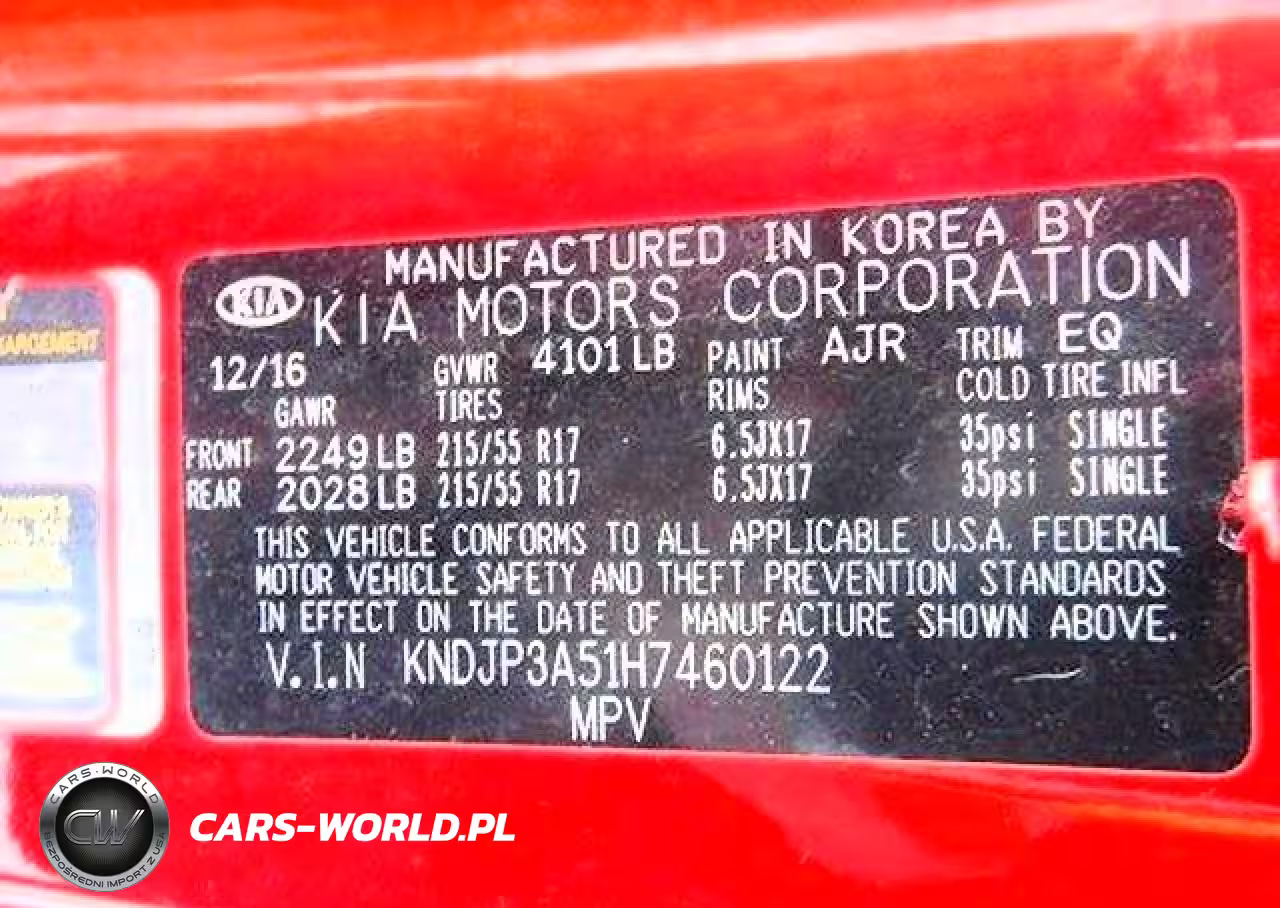 MANUFACTURED IN KOREA BY
KIA KIA MOTORS CORPORATION
12/16 GVWR 4101 LB PAINT AJR TRIM EQ
GAWR TIRES RIMS COLD TIRE INFL
FRONT 2249 LB 215/55 R17 6.5JX17 35psi SINGLE
REAR 2028 LB 215/55 R17 6.5JX17 35psi SINGLE
THIS VEHICLE CONFORMS TO ALL APPLICABLE U.S.A. FEDERAL
MOTOR VEHICLE SAFETY AND THEFT PREVENTION STANDARDS
IN EFFECT ON THE DATE OF MANUFACTURE SHOWN ABOVE.
V.I.N KNDJP3A51H7460122
MPV
CARS-WORLD
CW
BEZPOŚREDNI IMPORT Z USA
CARS-WORLD.PL